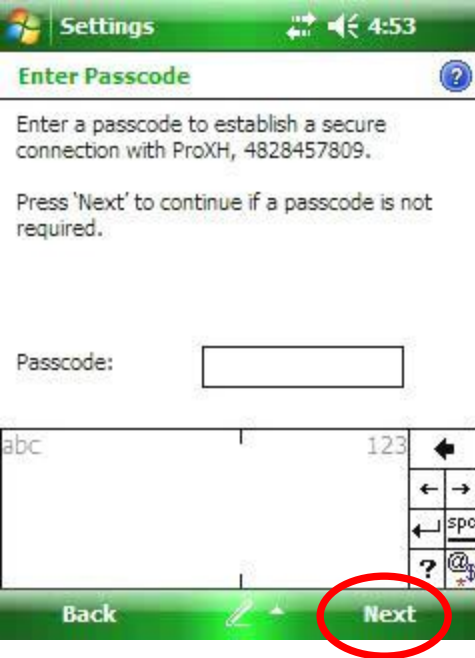 Settings 4:53
Enter Passcode ?
Enter a passcode to establish a secure
connection with ProXH, 4828457809.
Press 'Next' to continue if a passcode is not
required.
Passcode:
abc 123
spc
? @*$
Back Next